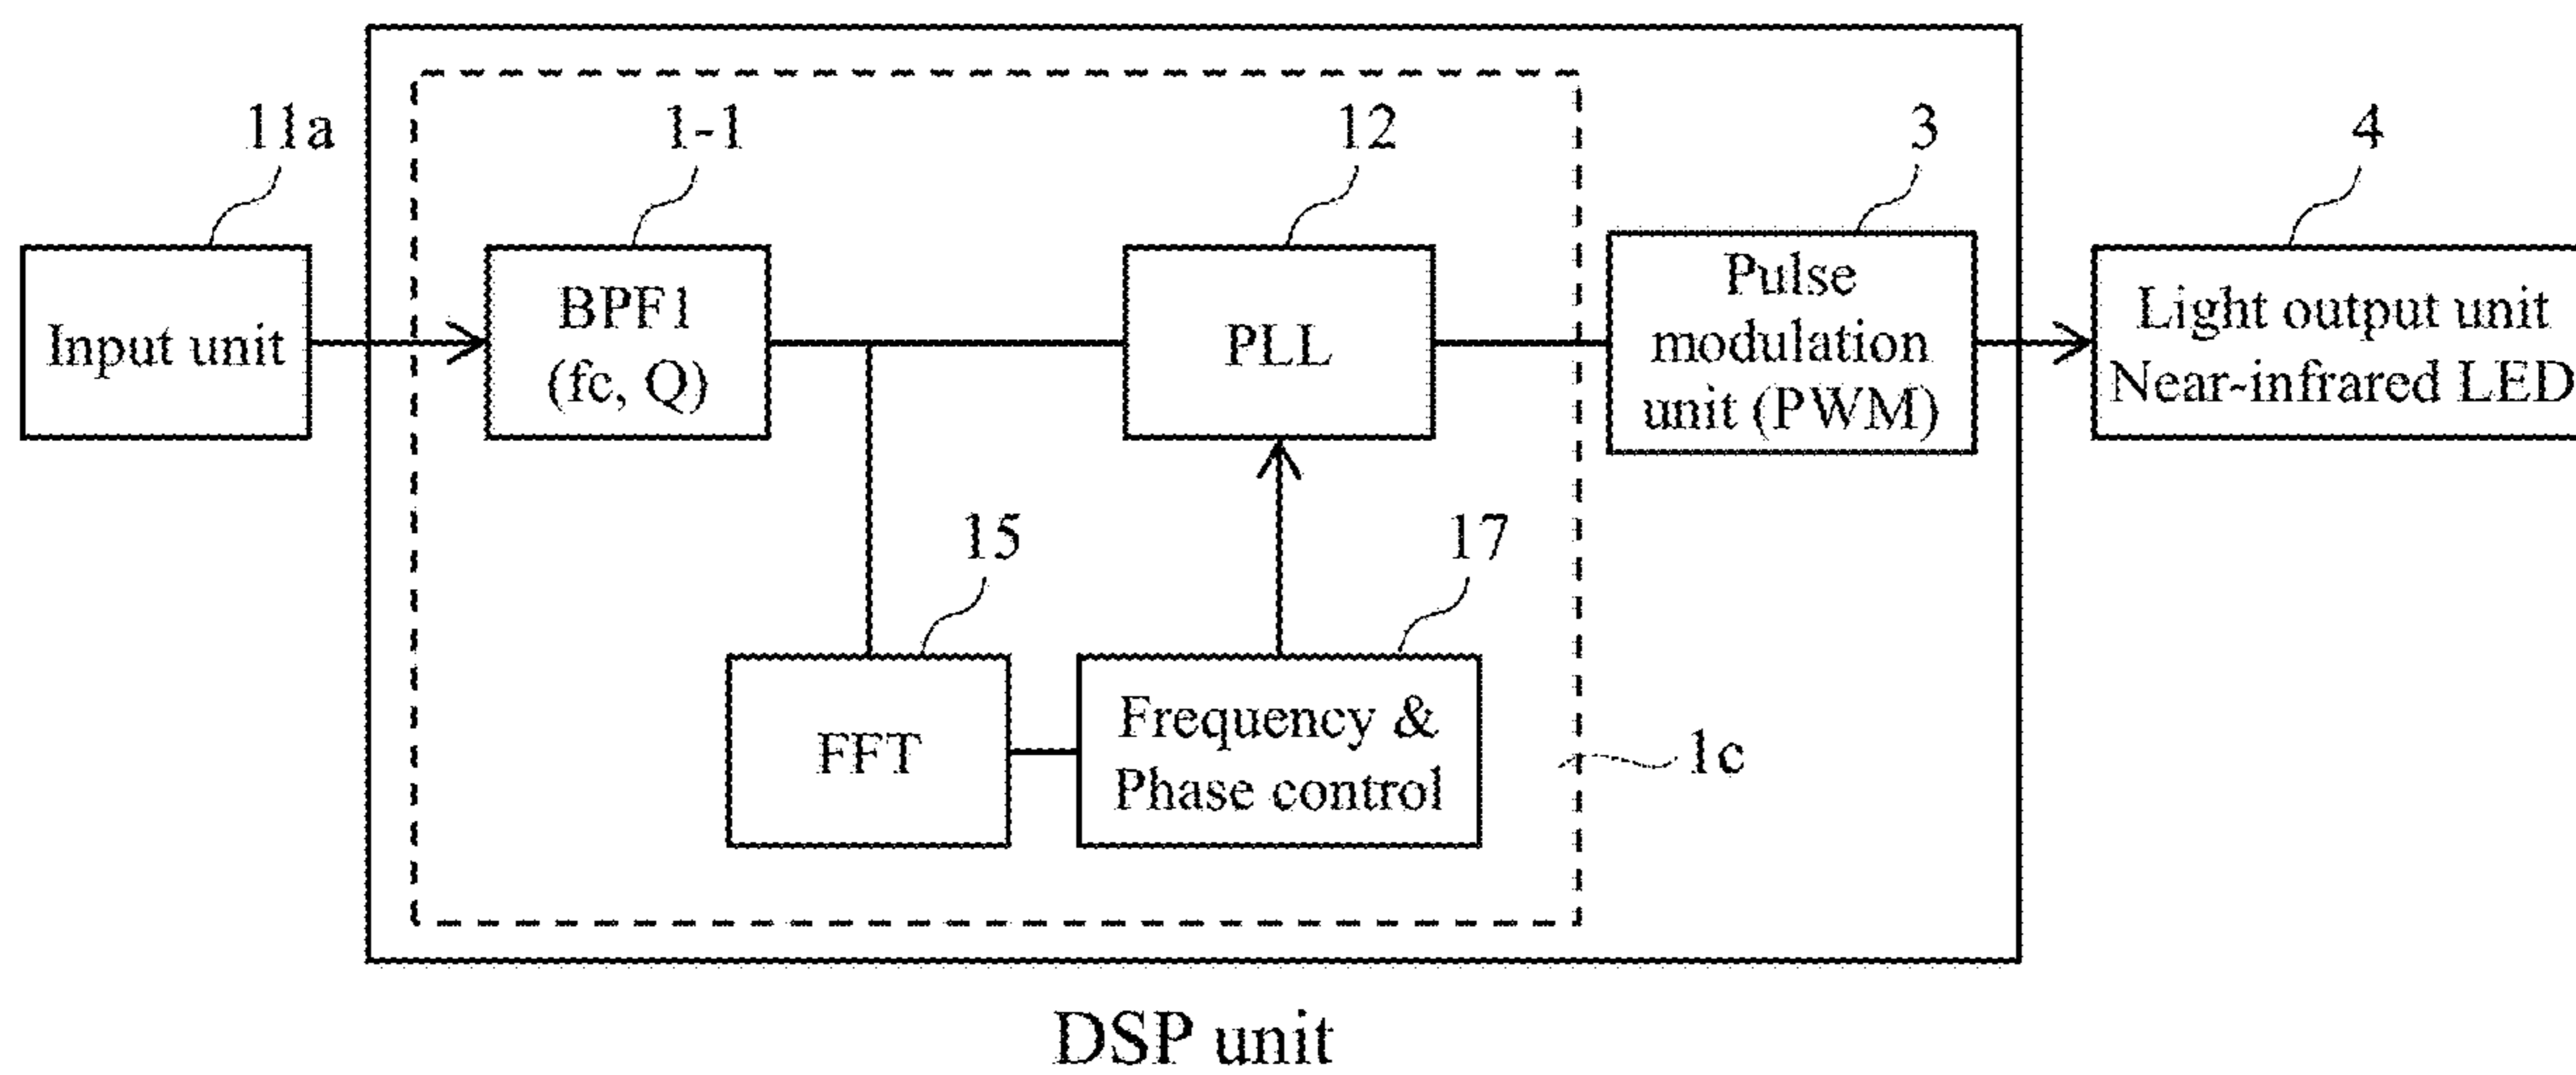 11a
1-1
12
3
4
Input unit
BPF1
(fc, Q)
PLL
Pulse
modulation
unit (PWM)
Light output unit
Near-infrared LED
15
17
FFT
Frequency &
Phase control
1c
DSP unit